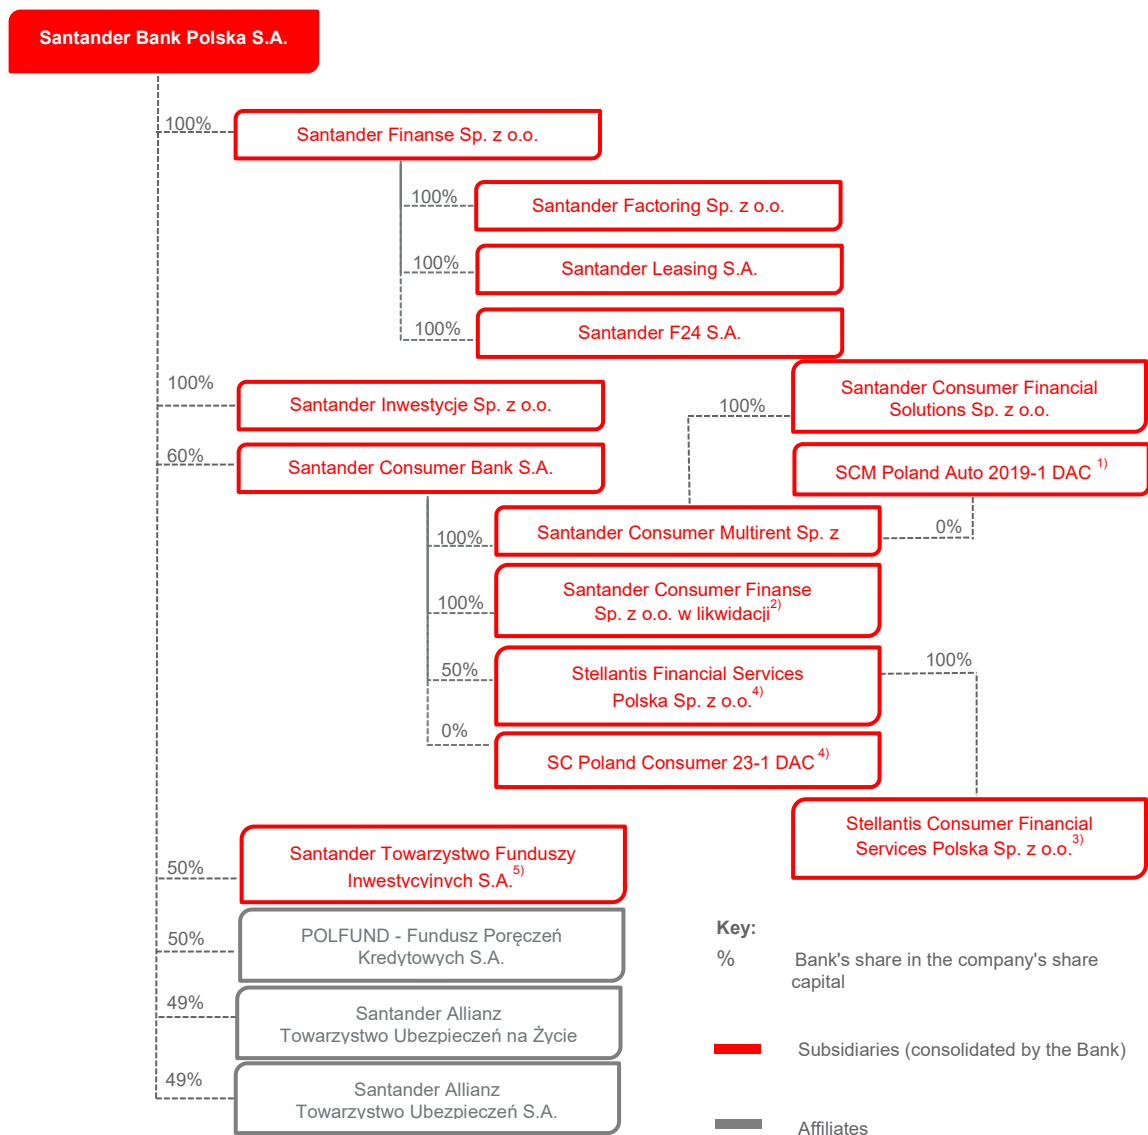 Santander Bank Polska S.A.
100%
Santander Finanse Sp. z o.o.
100%
Santander Factoring Sp. z o.o.
100%
Santander Leasing S.A.
100%
Santander F24 S.A.
100%
Santander Inwestycje Sp. z o.o.
100%
Santander Consumer Financial
Solutions Sp. z o.o.
60%
Santander Consumer Bank S.A.
SCM Poland Auto 2019-1 DAC 1)
100%
Santander Consumer Multirent Sp. z
0%
100%
Santander Consumer Finanse
Sp. z o.o. w likwidacji2)
50%
Stellantis Financial Services
Polska Sp. z o.o.4)
100%
0%
SC Poland Consumer 23-1 DAC 4)
Stellantis Consumer Financial
Services Polska Sp. z o.o.3)
50%
Santander Towarzystwo Funduszy
Inwestycyjnych S.A.5)
50%
POLFUND - Fundusz Poręczeń
Kredytowych S.A.
49%
Santander Allianz
Towarzystwo Ubezpieczeń na Życie
49%
Santander Allianz
Towarzystwo Ubezpieczeń S.A.
Key:
% Bank's share in the company's share
capital
Subsidiaries (consolidated by the Bank)
Affiliates